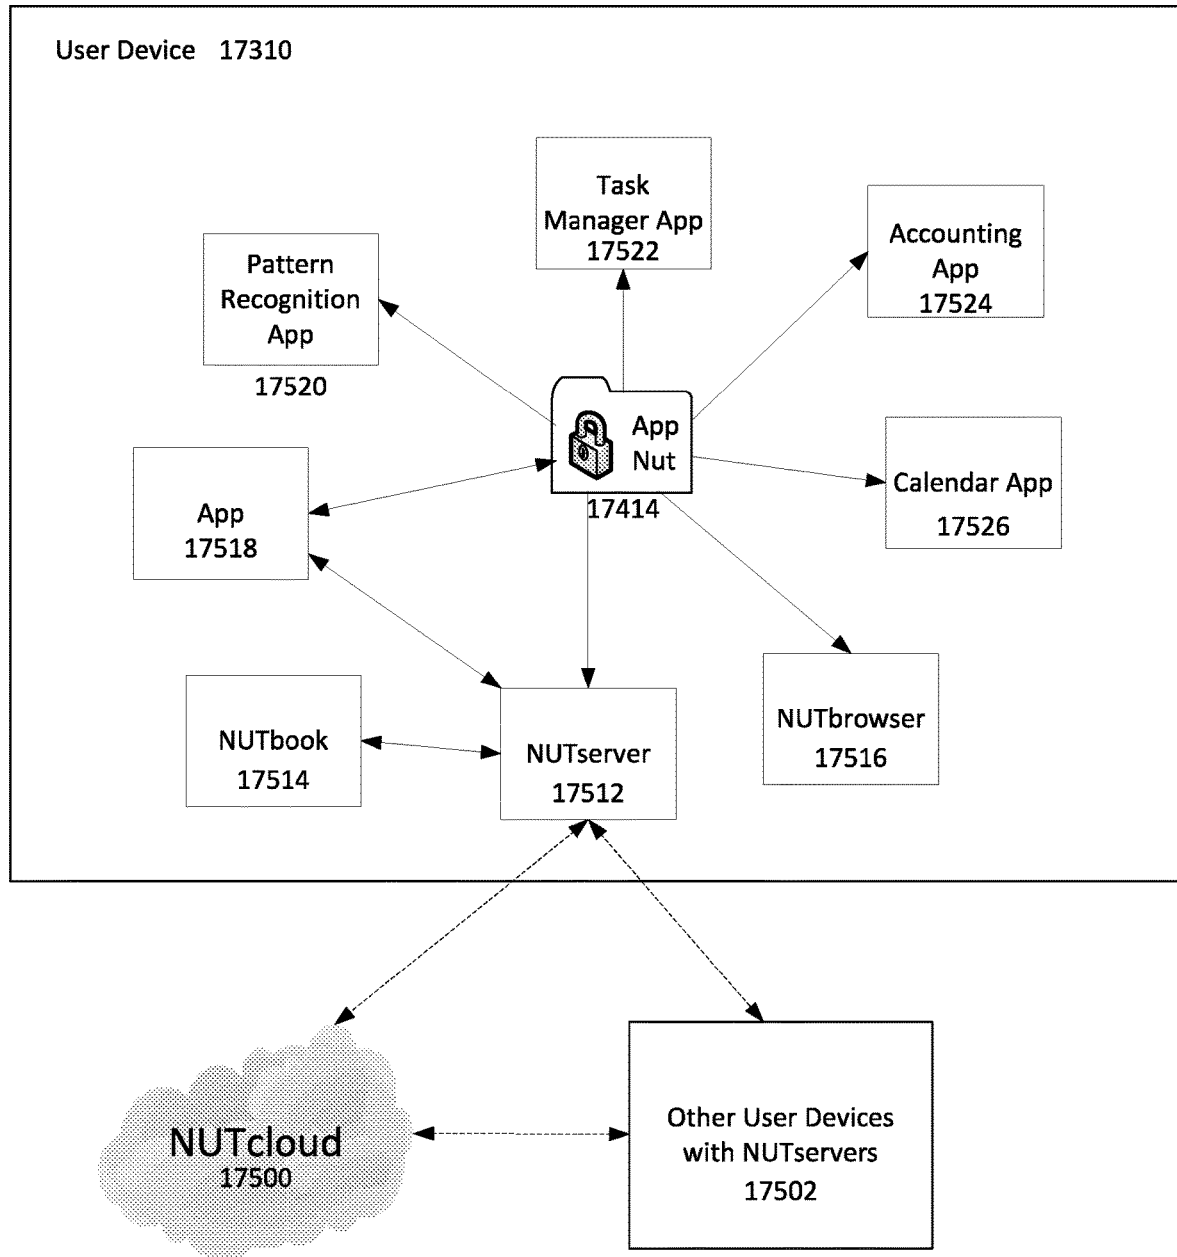 User Device 17310
Task
Manager App
17522
Accounting
App
17524
Pattern
Recognition
App
17520
App
Nut
17414
Calendar App
17526
App
17518
NUTbook
17514
NUTserver
17512
NUTbrowser
17516
NUTcloud
17500
Other User Devices
with NUTservers
17502